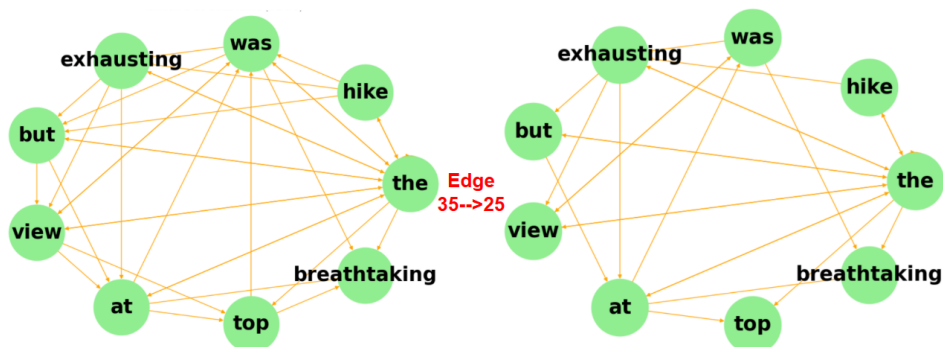 was
exhausting
hike
but
the
view
breathtaking
at
top
Edge
35-->25
was
exhausting
hike
but
the
view
breathtaking
at
top